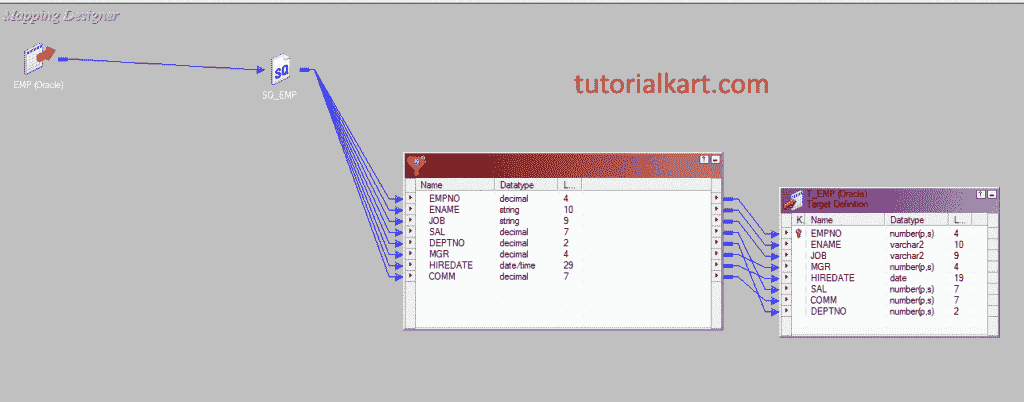 Mapping Designer
EMP (Oracle)
SQ
SQ_EMP
tutorialkart.com
Name Datatype L...
EMPNO decimal 4
ENAME string 10
JOB string 9
SAL decimal 7
DEPTNO decimal 2
MGR decimal 4
HIREDATE date/time 29
COMM decimal 7
T_EMP (Oracle)
Target Definition
K. Name Datatype L...
EMPNO number(p,s) 4
ENAME varchar2 10
JOB varchar2 9
MGR number(p,s) 4
HIREDATE date 19
SAL number(p,s) 7
COMM number(p,s) 7
DEPTNO number(p,s) 2